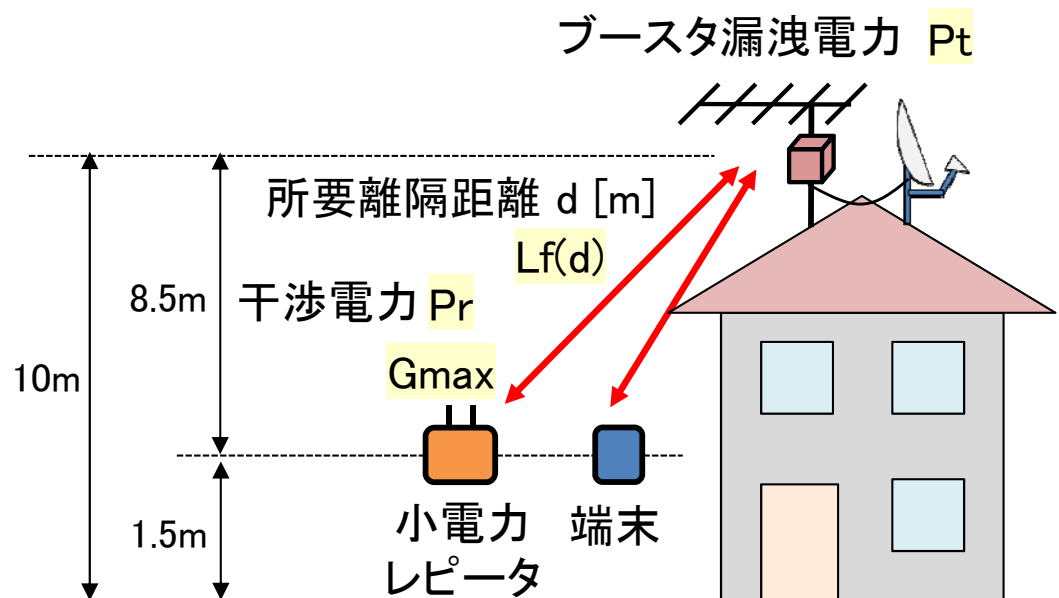 ブースタ漏洩電力 Pt
所要離隔距離 d [m]
Lf(d)
8.5m
干渉電力 Pr
10m
Gmax
1.5m
小電力
レピータ
端末